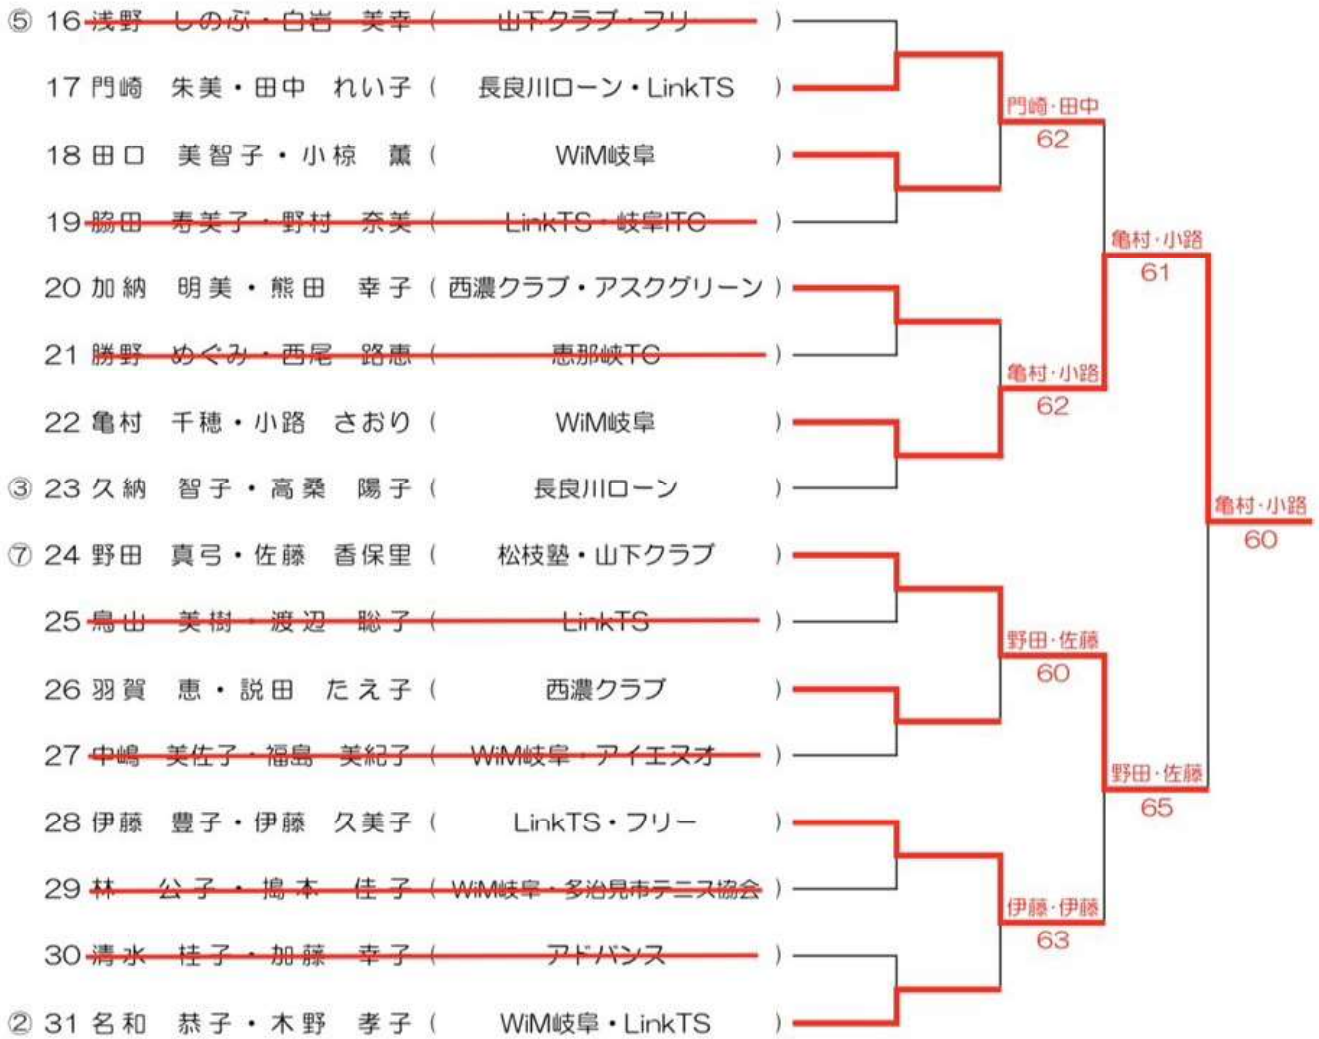 ⑤ 16 浅野 しのぶ・白岩 美幸 ( 山下クラブ・フリー )
17 門崎 朱美・田中 れい子 ( 長良川ローン・LinkTS )
門崎・田中
62
18 田口 美智子・小椋 薫 ( WiM岐阜 )
19 脇田 寿美子・野村 奈美 ( LinkTS・岐阜ITC )
亀村・小路
61
20 加納 明美・熊田 幸子 ( 西濃クラブ・アスクグリーン )
21 勝野 めぐみ・西尾 路恵 ( 恵那峡TC )
亀村・小路
62
22 亀村 千穂・小路 さおり ( WiM岐阜 )
③ 23 久納 智子・高桑 陽子 ( 長良川ローン )
亀村・小路
60
⑦ 24 野田 真弓・佐藤 香保里 ( 松枝塾・山下クラブ )
25 鳥山 美樹・渡辺 聡子 ( LinkTS )
野田・佐藤
60
26 羽賀 恵・説田 たえ子 ( 西濃クラブ )
27 中嶋 美佐子・福島 美紀子 ( WiM岐阜・アイエヌオ )
野田・佐藤
65
28 伊藤 豊子・伊藤 久美子 ( LinkTS・フリー )
29 林 公子・搗本 佳子 ( WiM岐阜・多治見市テニス協会 )
伊藤・伊藤
63
30 清水 桂子・加藤 幸子 ( アドバンス )
② 31 名和 恭子・木野 孝子 ( WiM岐阜・LinkTS )